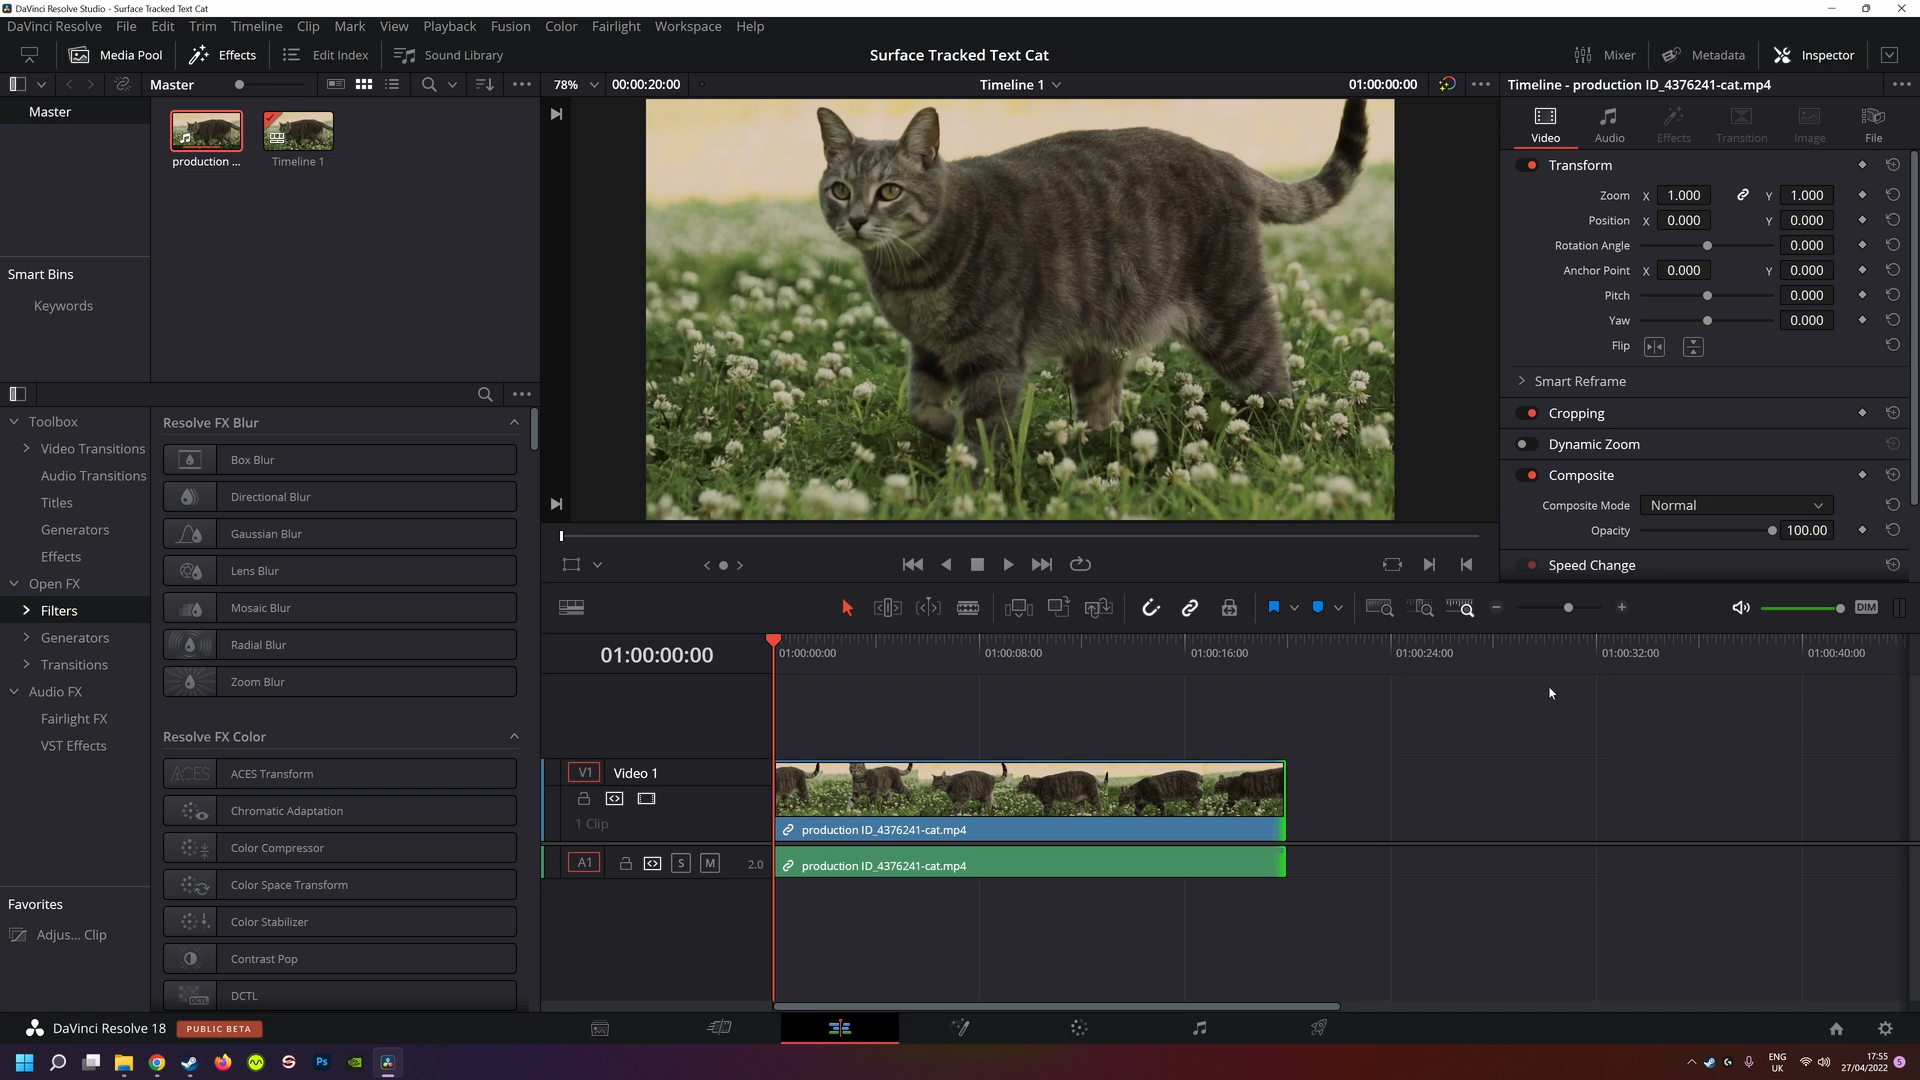 DaVinci Resolve Studio - Surface Tracked Text Cat
DaVinci Resolve File Edit Trim Timeline Clip Mark View Playback Fusion Color Fairlight Workspace Help
Media Pool Effects Edit Index Sound Library Surface Tracked Text Cat Mixer Metadata Inspector
Master 78% 00:00:20:00 Timeline 1 01:00:00:00 Timeline - production ID_4376241-cat.mp4
Master
production ... Timeline 1
Smart Bins
Keywords
Video Audio Effects Transition Image File
Transform
Zoom X 1.000 Y 1.000
Position X 0.000 Y 0.000
Rotation Angle 0.000
Anchor Point X 0.000 Y 0.000
Pitch 0.000
Yaw 0.000
Flip
Smart Reframe
Cropping
Dynamic Zoom
Composite
Composite Mode Normal
Opacity 100.00
Speed Change
Toolbox
Video Transitions
Audio Transitions
Titles
Generators
Effects
Open FX
Filters
Generators
Transitions
Audio FX
Fairlight FX
VST Effects
Favorites
Adjus... Clip
Resolve FX Blur
Box Blur
Directional Blur
Gaussian Blur
Lens Blur
Mosaic Blur
Radial Blur
Zoom Blur
Resolve FX Color
ACES ACES Transform
Chromatic Adaptation
Color Compressor
Color Space Transform
Color Stabilizer
Contrast Pop
DCTL DCTL
DIM
01:00:00:00 01:00:00:00 01:00:08:00 01:00:16:00 01:00:24:00 01:00:32:00 01:00:40:00
V1 Video 1
1 Clip
production ID_4376241-cat.mp4
A1 S M 2.0 production ID_4376241-cat.mp4
DaVinci Resolve 18 PUBLIC BETA
Ps
ENG
UK
17:55
27/04/2022
5